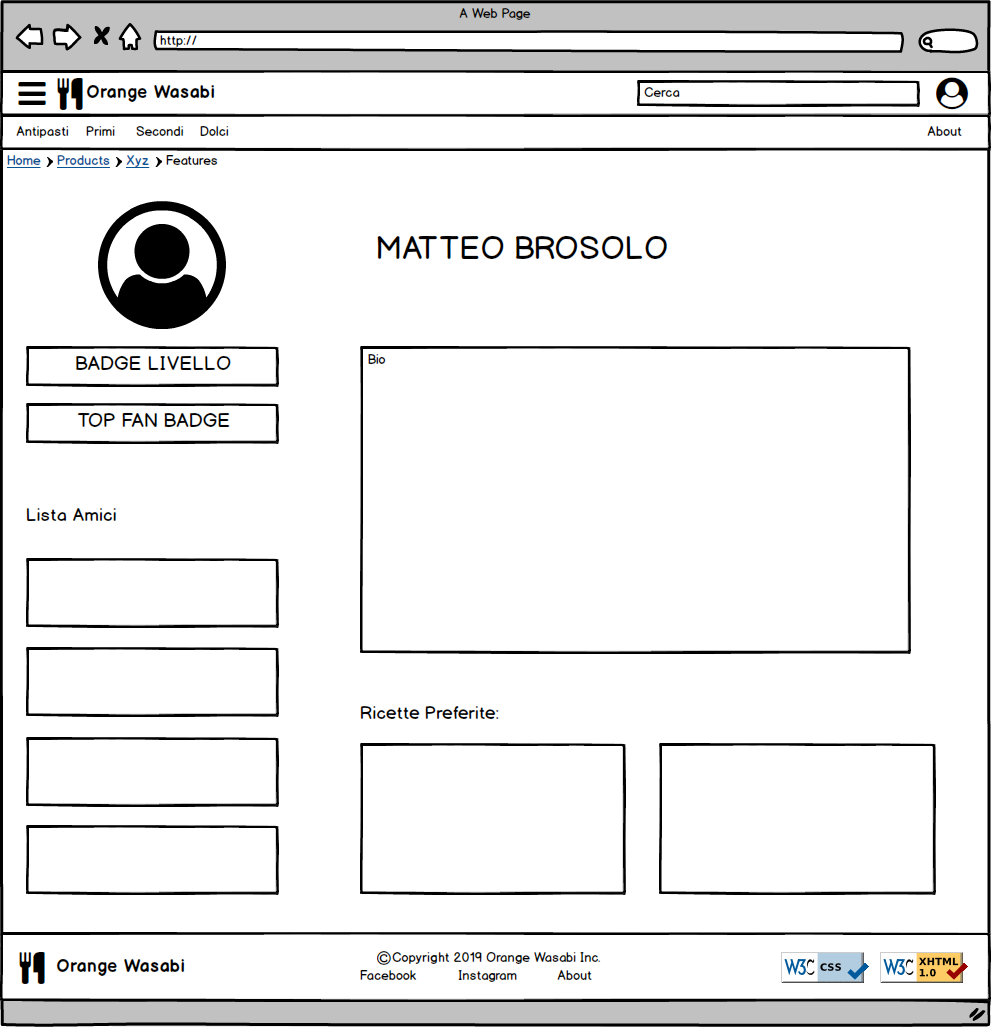 A Web Page
http://
Orange Wasabi
Cerca
Antipasti Primi Secondi Dolci About
Home Products Xyz Features
MATTEO BROSOLO
BADGE LIVELLO
Bio
TOP FAN BADGE
Lista Amici
Ricette Preferite:
Orange Wasabi
©Copyright 2019 Orange Wasabi Inc.
Facebook Instagram About
W3C CSS
W3C XHTML 1.0